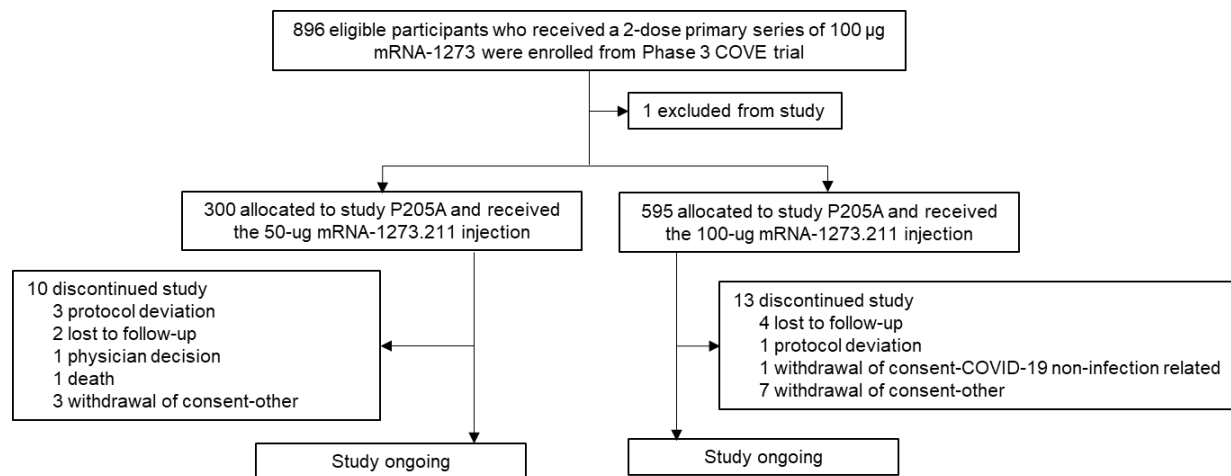 896 eligible participants who received a 2-dose primary series of 100 µg
mRNA-1273 were enrolled from Phase 3 COVE trial
1 excluded from study
300 allocated to study P205A and received
the 50-ug mRNA-1273.211 injection
595 allocated to study P205A and received
the 100-ug mRNA-1273.211 injection
10 discontinued study
3 protocol deviation
2 lost to follow-up
1 physician decision
1 death
3 withdrawal of consent-other
13 discontinued study
4 lost to follow-up
1 protocol deviation
1 withdrawal of consent-COVID-19 non-infection related
7 withdrawal of consent-other
Study ongoing
Study ongoing